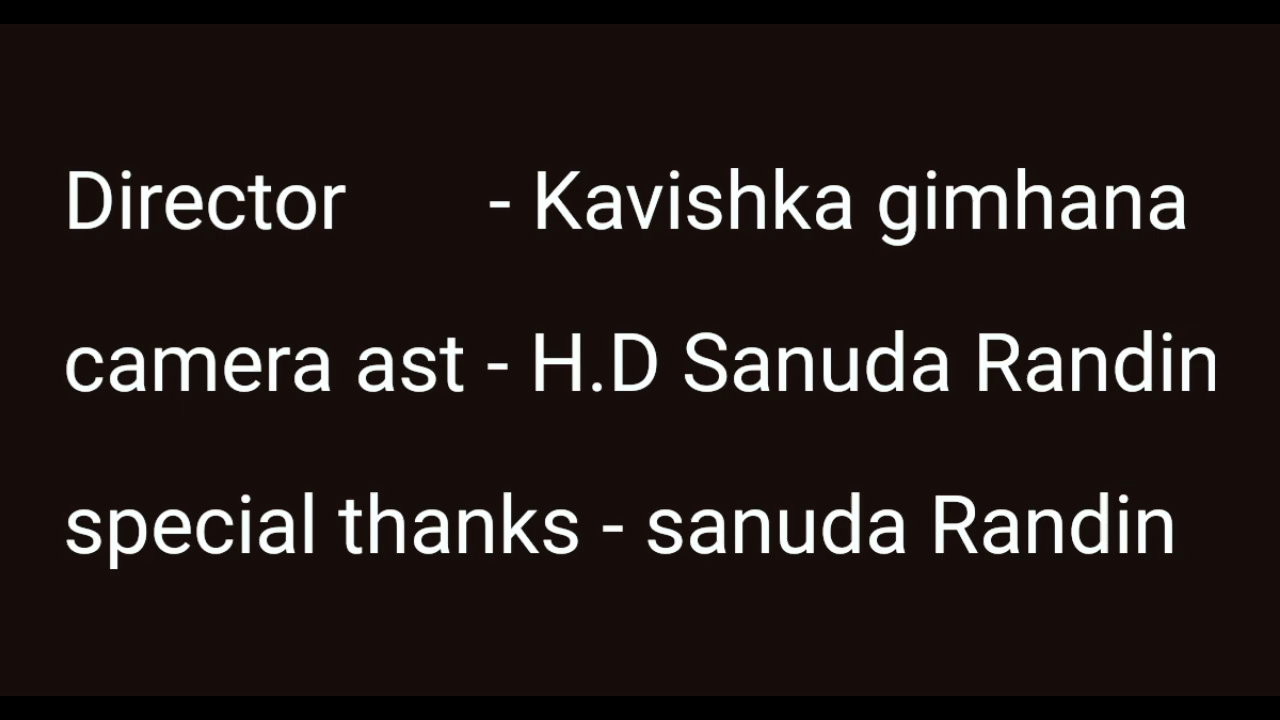 Director - Kavishka gimhana
camera ast - H.D Sanuda Randin
special thanks - sanuda Randin